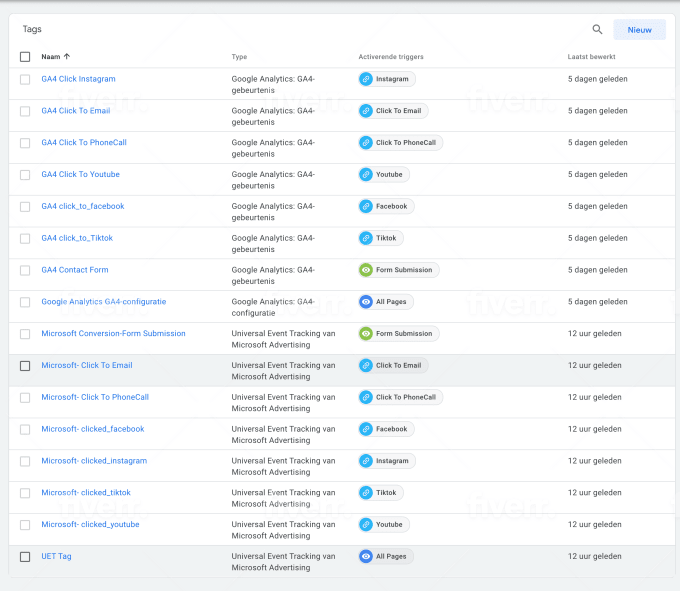 Tags
Nieuw
Naam Type Activerende triggers Laatst bewerkt
GA4 Click Instagram Google Analytics: GA4- Instagram 5 dagen geleden
gebeurtenis
GA4 Click To Email Google Analytics: GA4- Click To Email 5 dagen geleden
gebeurtenis
GA4 Click To PhoneCall Google Analytics: GA4- Click To PhoneCall 5 dagen geleden
gebeurtenis
GA4 Click To Youtube Google Analytics: GA4- Youtube 5 dagen geleden
gebeurtenis
GA4 click_to_facebook Google Analytics: GA4- Facebook 5 dagen geleden
gebeurtenis
GA4 click_to_Tiktok Google Analytics: GA4- Tiktok 5 dagen geleden
gebeurtenis
GA4 Contact Form Google Analytics: GA4- Form Submission 5 dagen geleden
gebeurtenis
Google Analytics GA4-configuratie Google Analytics: GA4- All Pages 5 dagen geleden
configuratie
Microsoft Conversion-Form Submission Universal Event Tracking van Form Submission 12 uur geleden
Microsoft Advertising
Microsoft- Click To Email Universal Event Tracking van Click To Email 12 uur geleden
Microsoft Advertising
Microsoft- Click To PhoneCall Universal Event Tracking van Click To PhoneCall 12 uur geleden
Microsoft Advertising
Microsoft- clicked_facebook Universal Event Tracking van Facebook 12 uur geleden
Microsoft Advertising
Microsoft- clicked_instagram Universal Event Tracking van Instagram 12 uur geleden
Microsoft Advertising
Microsoft- clicked_tiktok Universal Event Tracking van Tiktok 12 uur geleden
Microsoft Advertising
Microsoft- clicked_youtube Universal Event Tracking van Youtube 12 uur geleden
Microsoft Advertising
UET Tag Universal Event Tracking van All Pages 12 uur geleden
Microsoft Advertising